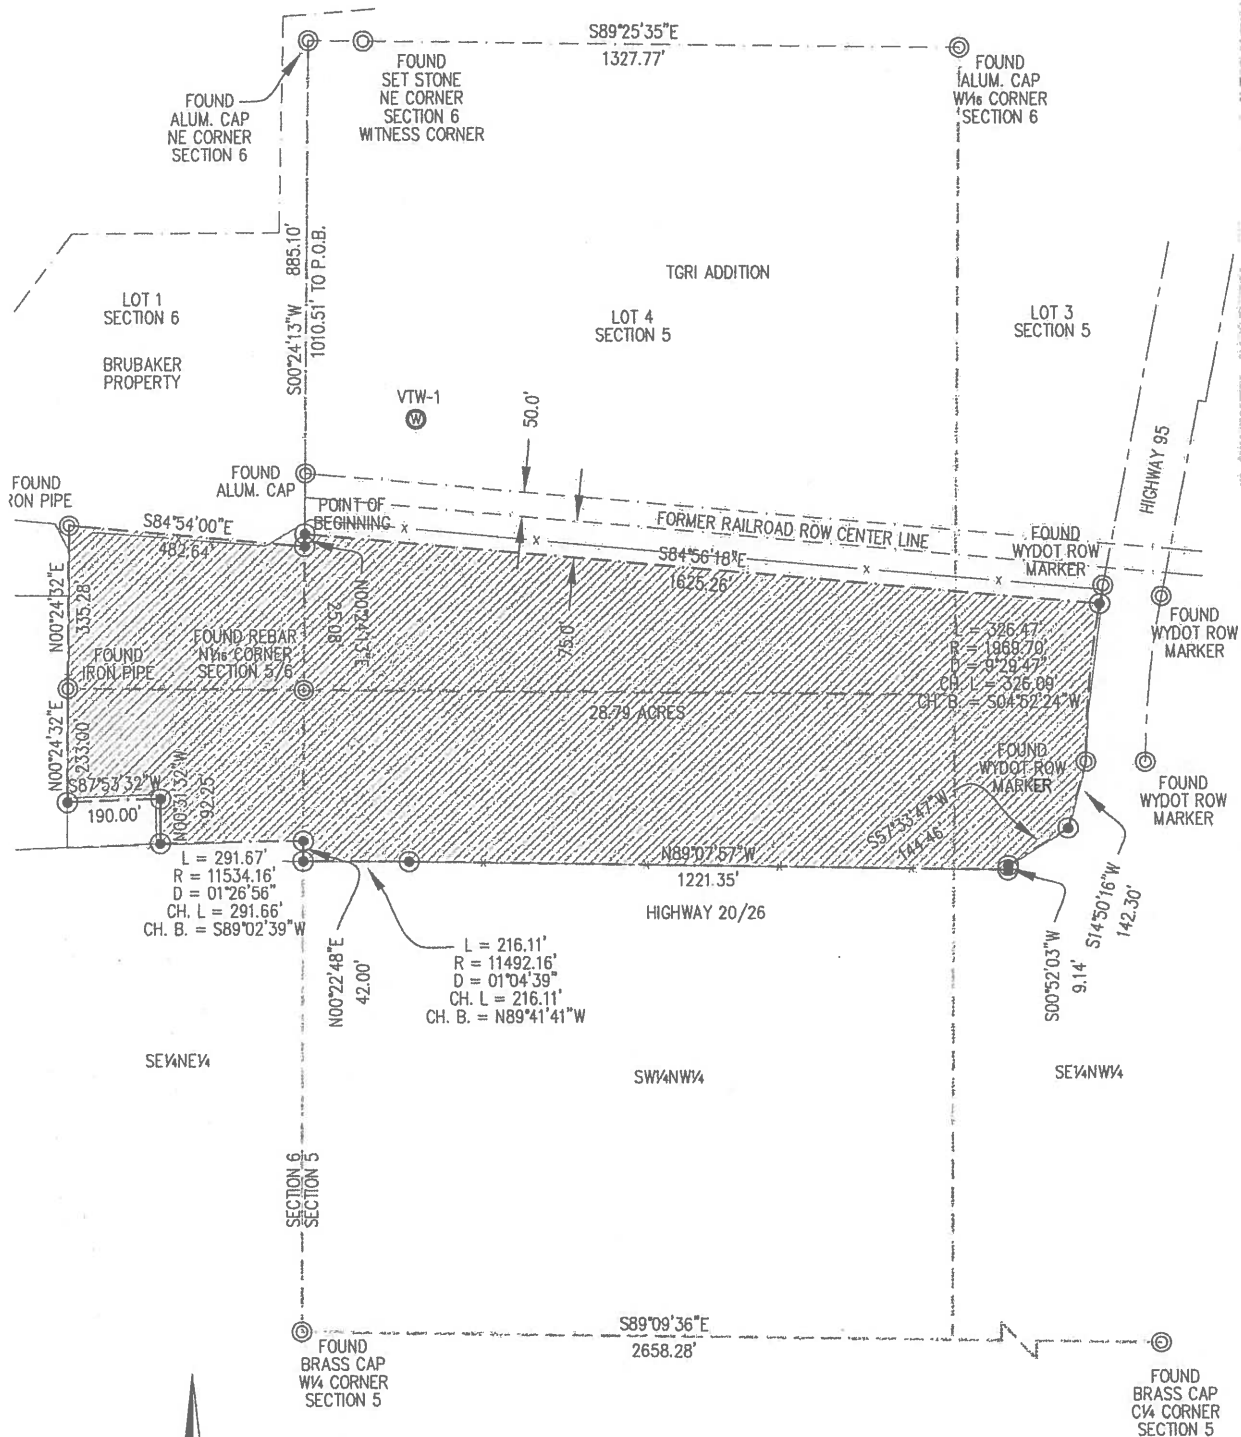 S89°25'35"E
1327.77'
FOUND
SET STONE
NE CORNER
SECTION 6
WITNESS CORNER
FOUND
ALUM. CAP
NE CORNER
SECTION 6
FOUND
ALUM. CAP
W1/16 CORNER
SECTION 6
S00°24'13"W 885.10'
1010.51' TO P.O.B.
LOT 1
SECTION 6
BRUBAKER
PROPERTY
TGRI ADDITION
LOT 4
SECTION 5
LOT 3
SECTION 5
VTW-1
W
50.0'
HIGHWAY 95
FOUND
ALUM. CAP
FOUND
IRON PIPE
POINT OF
BEGINNING
S84°54'00"E
482.64'
FORMER RAILROAD ROW CENTER LINE
S84°56'18"E
1625.26'
FOUND
WYDOT ROW
MARKER
FOUND
WYDOT ROW
MARKER
N00°24'32"E
335.28'
N00°24'13"E
25.08'
75.0'
FOUND REBAR
N1/16 CORNER
SECTION 5/6
FOUND
IRON PIPE
L = 326.47'
R = 1969.70'
D = 9°29'47"
CH. L = 326.09'
CH. B. = S04°52'24"W
28.79 ACRES
N00°24'32"E
233.00'
S87°53'32"W
190.00'
N00°31'32"W
92.25'
FOUND
WYDOT ROW
MARKER
FOUND
WYDOT ROW
MARKER
S57°33'47"W
144.46'
N89°07'57"W
1221.35'
HIGHWAY 20/26
L = 291.67'
R = 11534.16'
D = 01°26'56"
CH. L = 291.66'
CH. B. = S89°02'39"W
N00°22'48"E
42.00'
L = 216.11'
R = 11492.16'
D = 01°04'39"
CH. L = 216.11'
CH. B. = N89°41'41"W
S00°52'03"W
9.14'
S14°50'16"W
142.30'
SE1/4NE1/4
SW1/4NW1/4
SE1/4NW1/4
SECTION 6
SECTION 5
S89°09'36"E
2658.28'
FOUND
BRASS CAP
W1/4 CORNER
SECTION 5
FOUND
BRASS CAP
C1/4 CORNER
SECTION 5